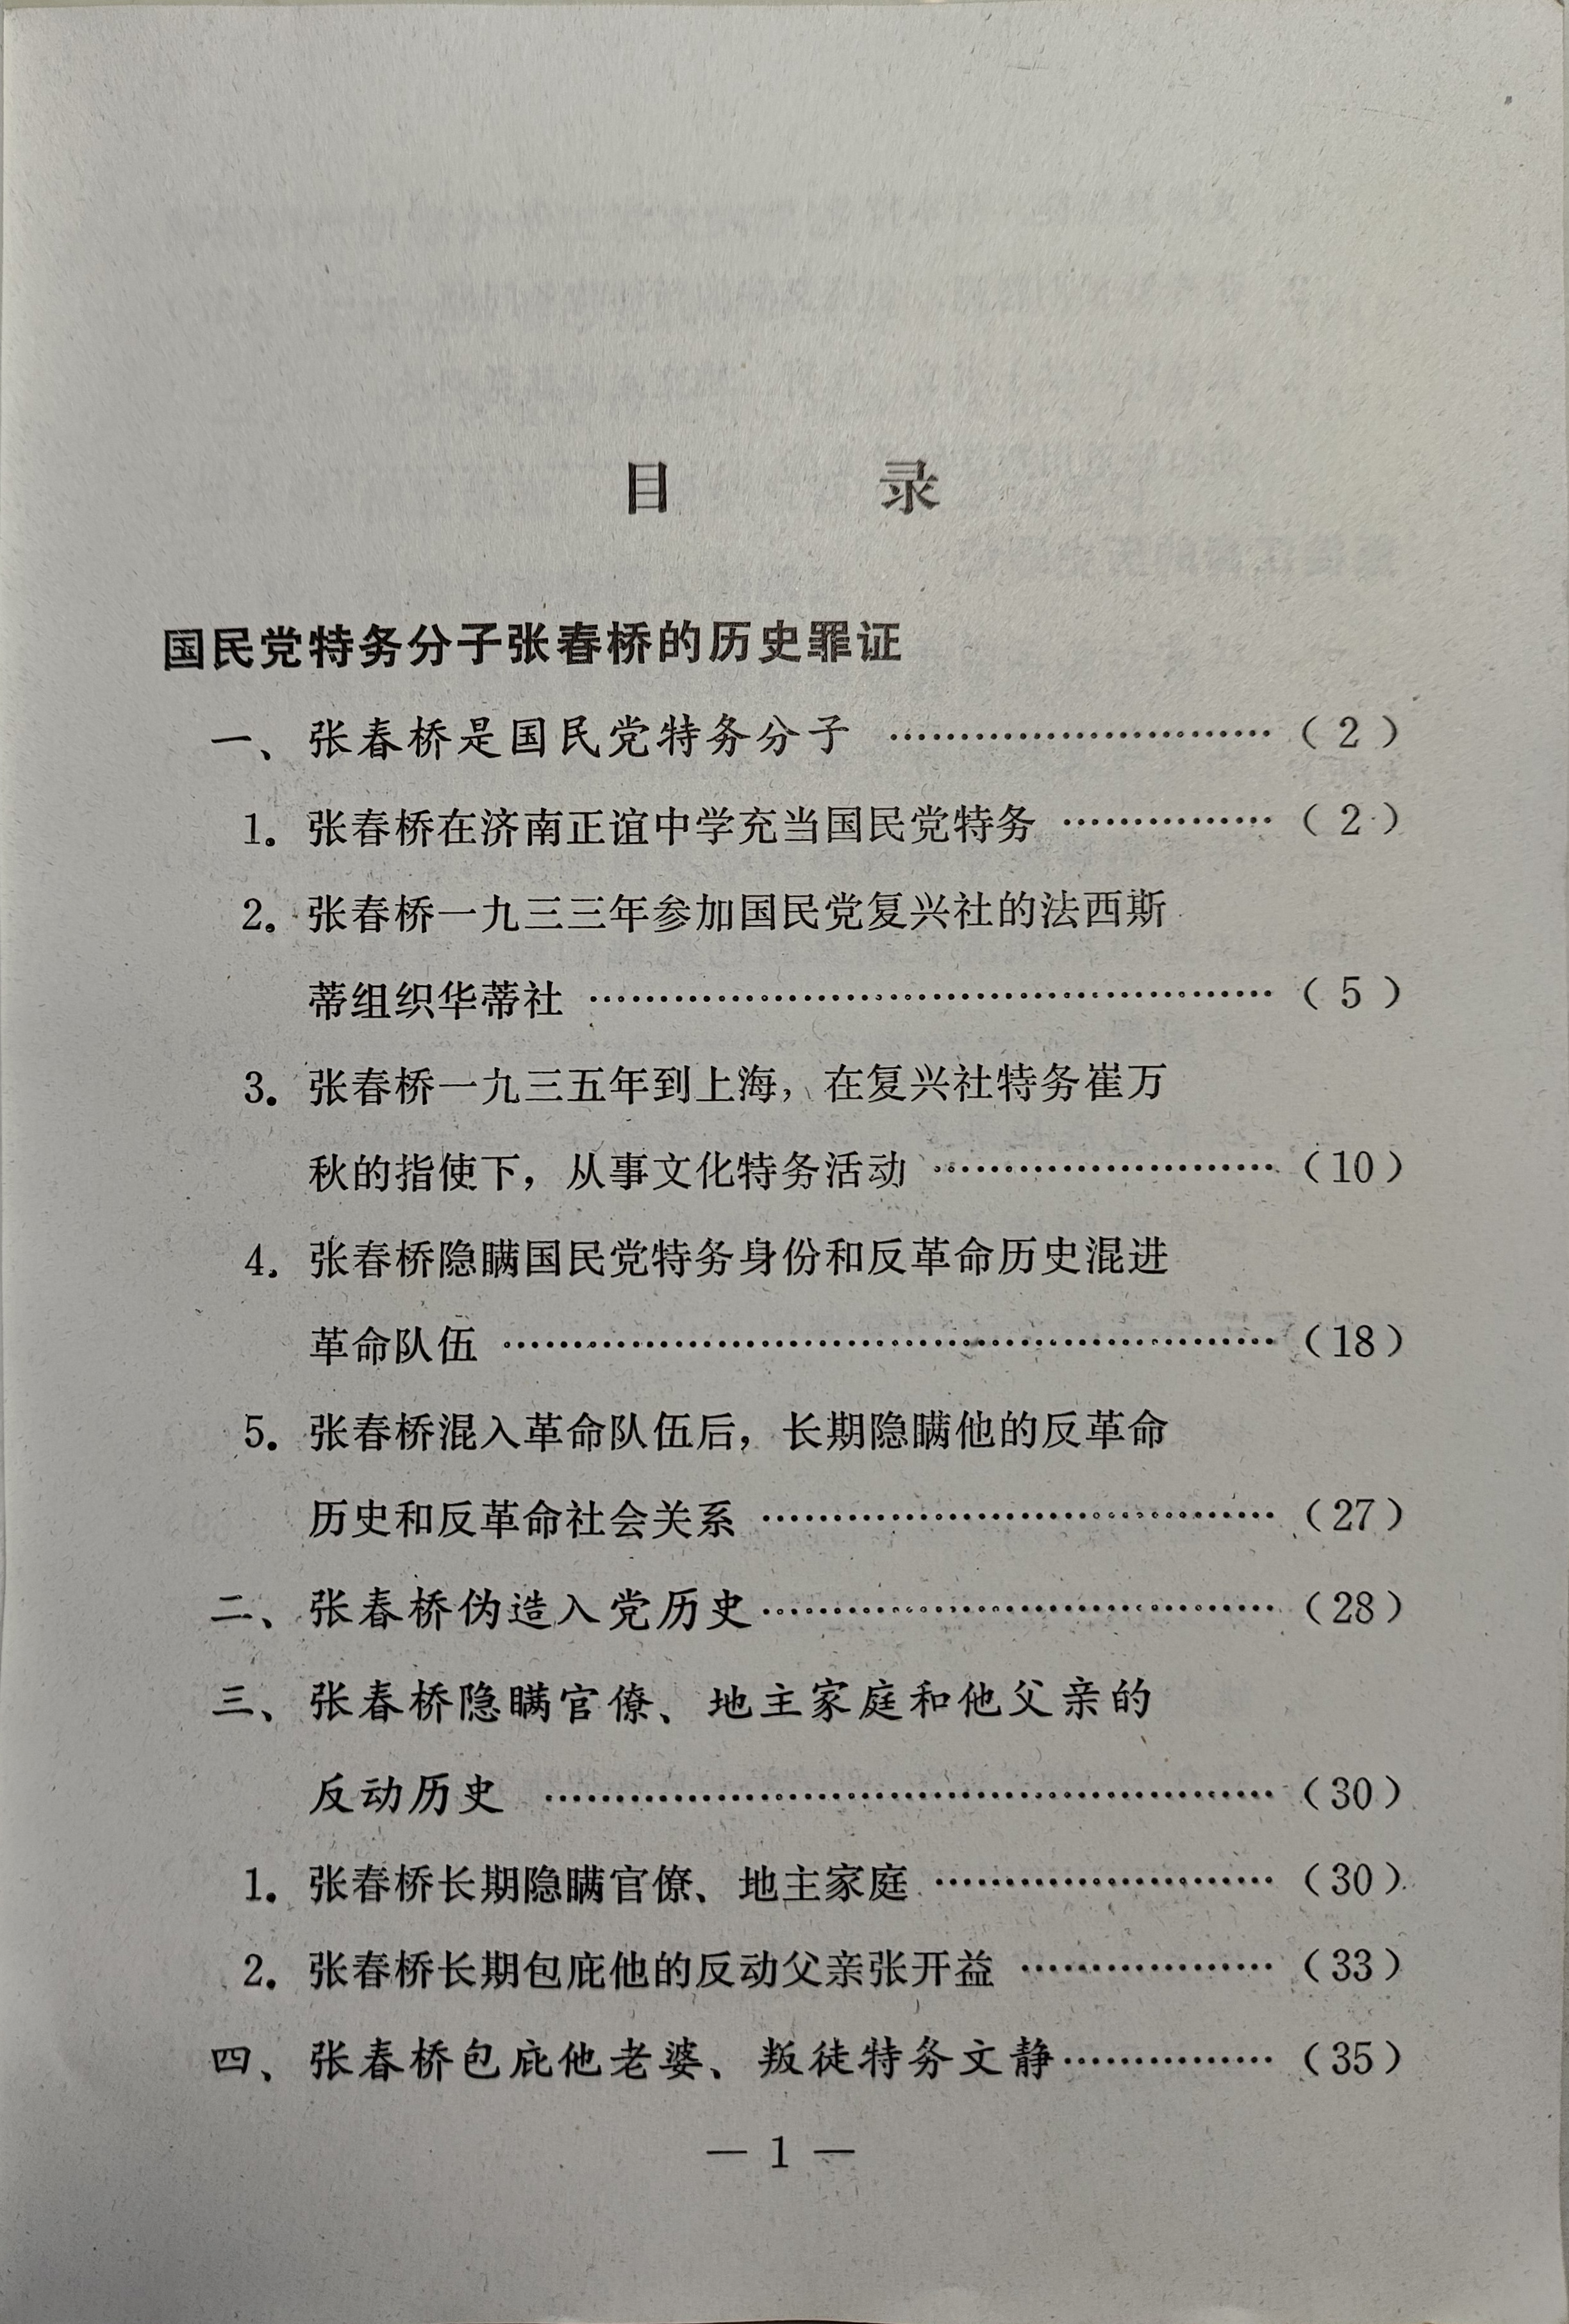 目 录
国民党特务分子张春桥的历史罪证
一、张春桥是国民党特务分子 ……………………（2）
1. 张春桥在济南正谊中学充当国民党特务 ……………（2）
2. 张春桥一九三三年参加国民党复兴社的法西斯
蒂组织华蒂社 ……………………………………（5）
3. 张春桥一九三五年到上海，在复兴社特务崔万
秋的指使下，从事文化特务活动 ……………………（10）
4. 张春桥隐瞒国民党特务身份和反革命历史混进
革命队伍 …………………………………………（18）
5. 张春桥混入革命队伍后，长期隐瞒他的反革命
历史和反革命社会关系 ……………………………（27）
二、张春桥伪造入党历史……………………………（28）
三、张春桥隐瞒官僚、地主家庭和他父亲的
反动历史 …………………………………………（30）
1. 张春桥长期隐瞒官僚、地主家庭 …………………（30）
2. 张春桥长期包庇他的反动父亲张开益 ………………（33）
四、张春桥包庇他老婆、叛徒特务文静……………（35）
— 1 —